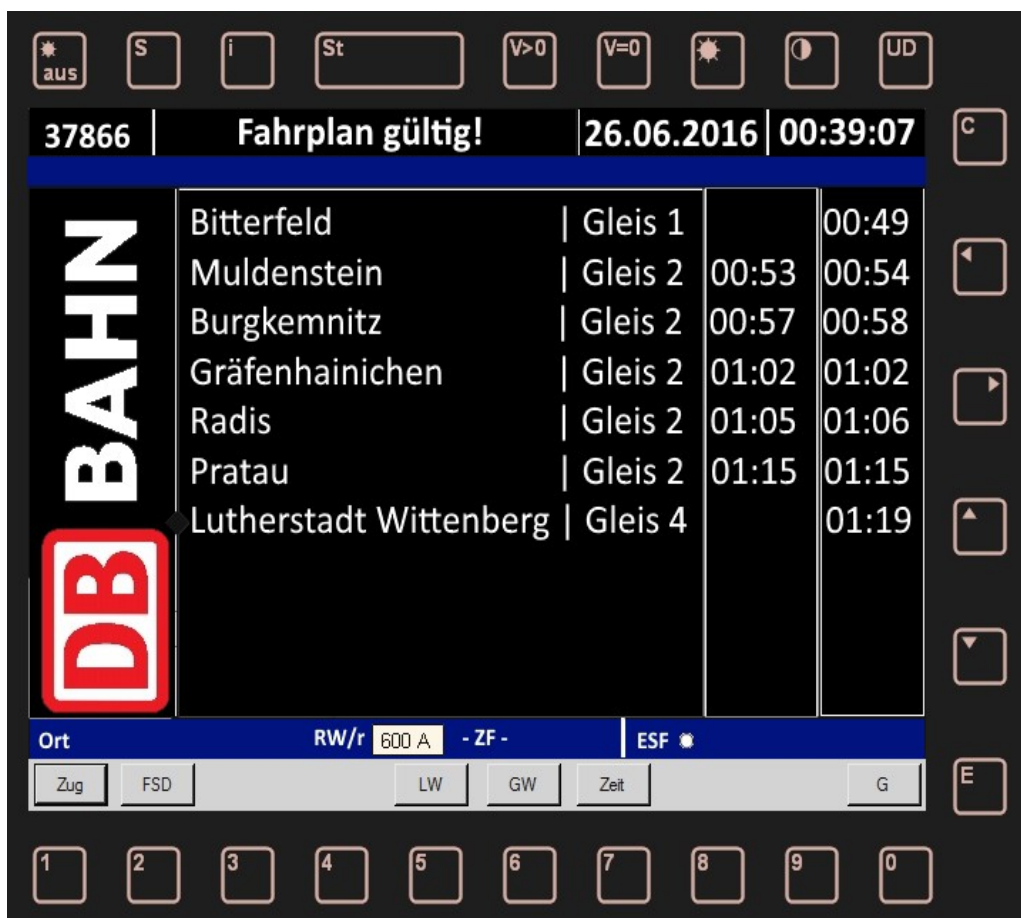 aus S i St V>0 V=0 UD
C
37866 Fahrplan gültig! 26.06.2016 00:39:07
BAHN
DB
Bitterfeld | Gleis 1 00:49
Muldenstein | Gleis 2 00:53 00:54
Burgkemnitz | Gleis 2 00:57 00:58
Gräfenhainichen | Gleis 2 01:02 01:02
Radis | Gleis 2 01:05 01:06
Pratau | Gleis 2 01:15 01:15
Lutherstadt Wittenberg | Gleis 4 01:19
Ort RW/r 600 A - ZF - ESF
Zug FSD LW GW Zeit G
E
1 2 3 4 5 6 7 8 9 0